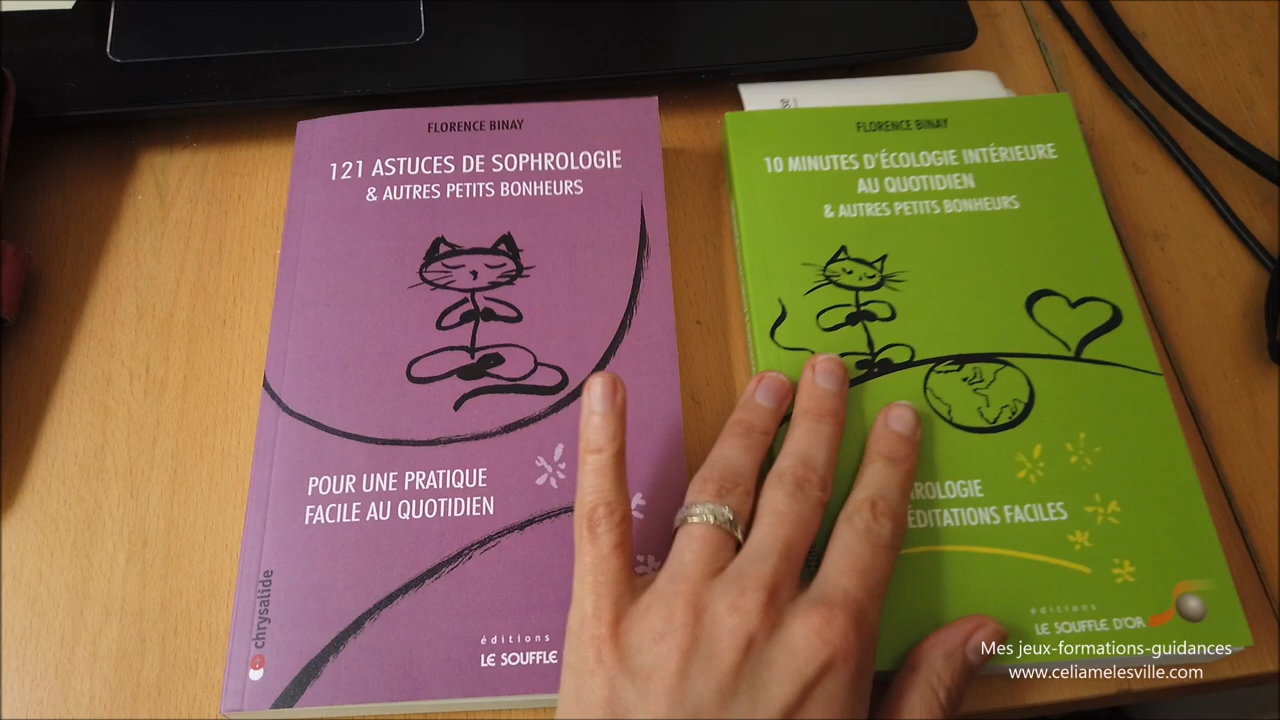 FLORENCE BINAY
121 ASTUCES DE SOPHROLOGIE
& AUTRES PETITS BONHEURS
POUR UNE PRATIQUE
FACILE AU QUOTIDIEN
chrysalide
éditions
LE SOUFFLE
FLORENCE BINAY
10 MINUTES D'ÉCOLOGIE INTÉRIEURE
AU QUOTIDIEN
& AUTRES PETITS BONHEURS
ROLOGIE
ÉDITATIONS FACILES
éditions
LE SOUFFLE D'OR
Mes jeux-formations-guidances
www.celiamelesville.com